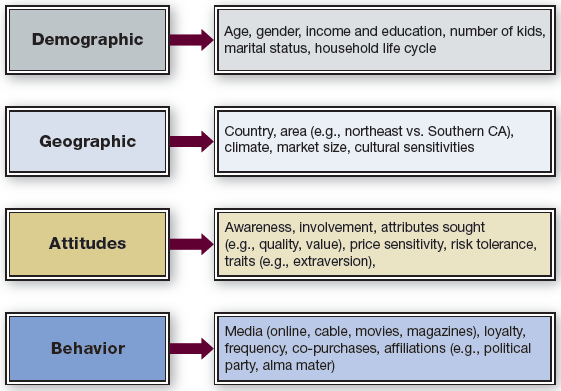 Demographic
Age, gender, income and education, number of kids,
marital status, household life cycle
Geographic
Country, area (e.g., northeast vs. Southern CA),
climate, market size, cultural sensitivities
Attitudes
Awareness, involvement, attributes sought
(e.g., quality, value), price sensitivity, risk tolerance,
traits (e.g., extraversion),
Behavior
Media (online, cable, movies, magazines), loyalty,
frequency, co-purchases, affiliations (e.g., political
party, alma mater)